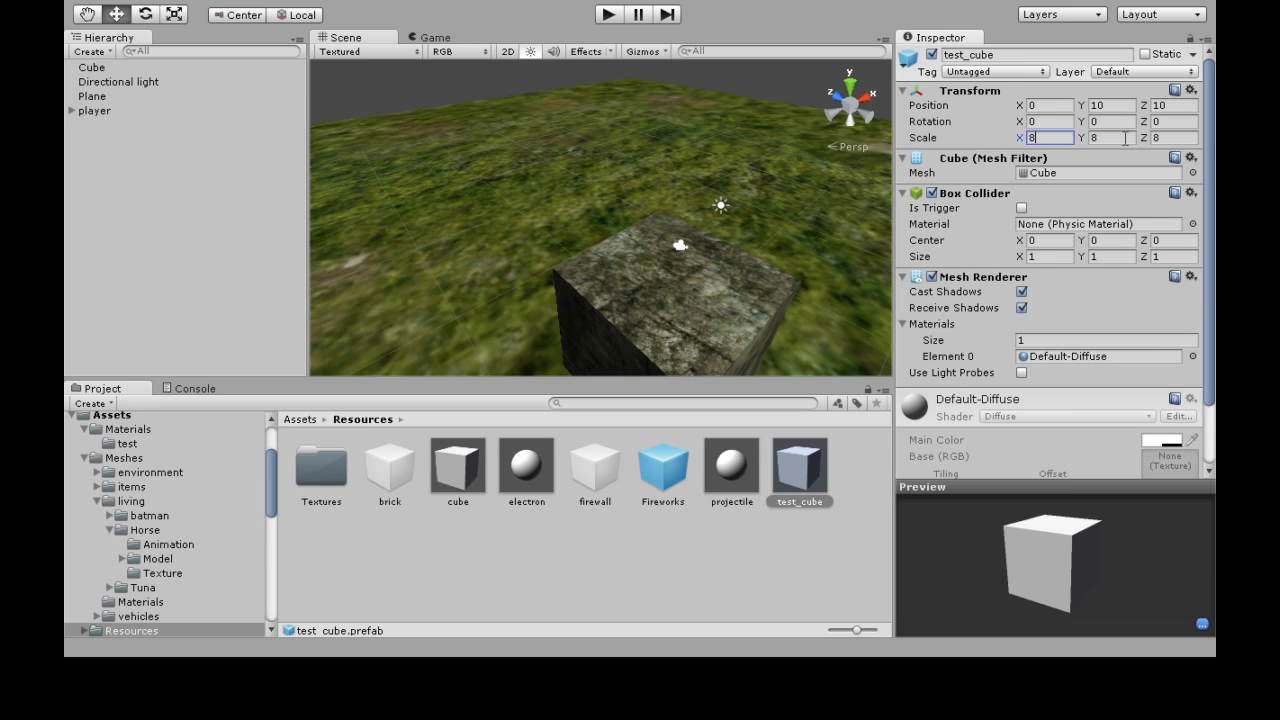 Center Local Layers Layout
Hierarchy
Create All
Cube
Directional light
Plane
player
Scene Game
Textured RGB 2D Effects Gizmos All
y
z x
Persp
Inspector
test_cube Static
Tag Untagged Layer Default
Transform
Position X 0 Y 10 Z 10
Rotation X 0 Y 0 Z 0
Scale X 8 Y 8 Z 8
Cube (Mesh Filter)
Mesh Cube
Box Collider
Is Trigger
Material None (Physic Material)
Center X 0 Y 0 Z 0
Size X 1 Y 1 Z 1
Mesh Renderer
Cast Shadows
Receive Shadows
Materials
Size 1
Element 0 Default-Diffuse
Use Light Probes
Default-Diffuse
Shader Diffuse Edit...
Main Color
Base (RGB) None
(Texture)
Tiling Offset
Preview
Project Console
Create
Assets
Materials
test
Meshes
environment
items
living
batman
Horse
Animation
Model
Texture
Tuna
Materials
vehicles
Resources
Assets Resources
Textures brick cube electron firewall Fireworks projectile test_cube
test_cube.prefab